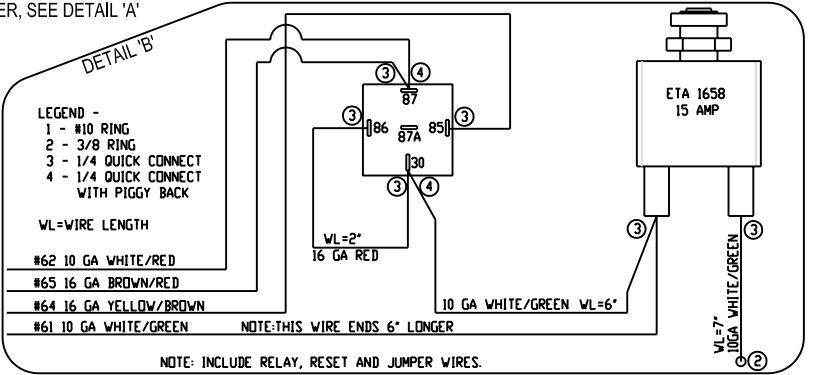 ER, SEE DETAIL 'A'
DETAIL 'B'
LEGEND -
1 - #10 RING
2 - 3/8 RING
3 - 1/4 QUICK CONNECT
4 - 1/4 QUICK CONNECT
WITH PIGGY BACK
WL=WIRE LENGTH
3
4
87
3
86
87A
85
3
30
3
4
WL=2"
16 GA RED
ETA 1658
15 AMP
3
3
#62 10 GA WHITE/RED
#65 16 GA BROWN/RED
#64 16 GA YELLOW/BROWN
#61 10 GA WHITE/GREEN
NOTE:THIS WIRE ENDS 6" LONGER
10 GA WHITE/GREEN WL=6"
WL=7"
10GA WHITE/GREEN
2
NOTE: INCLUDE RELAY, RESET AND JUMPER WIRES.